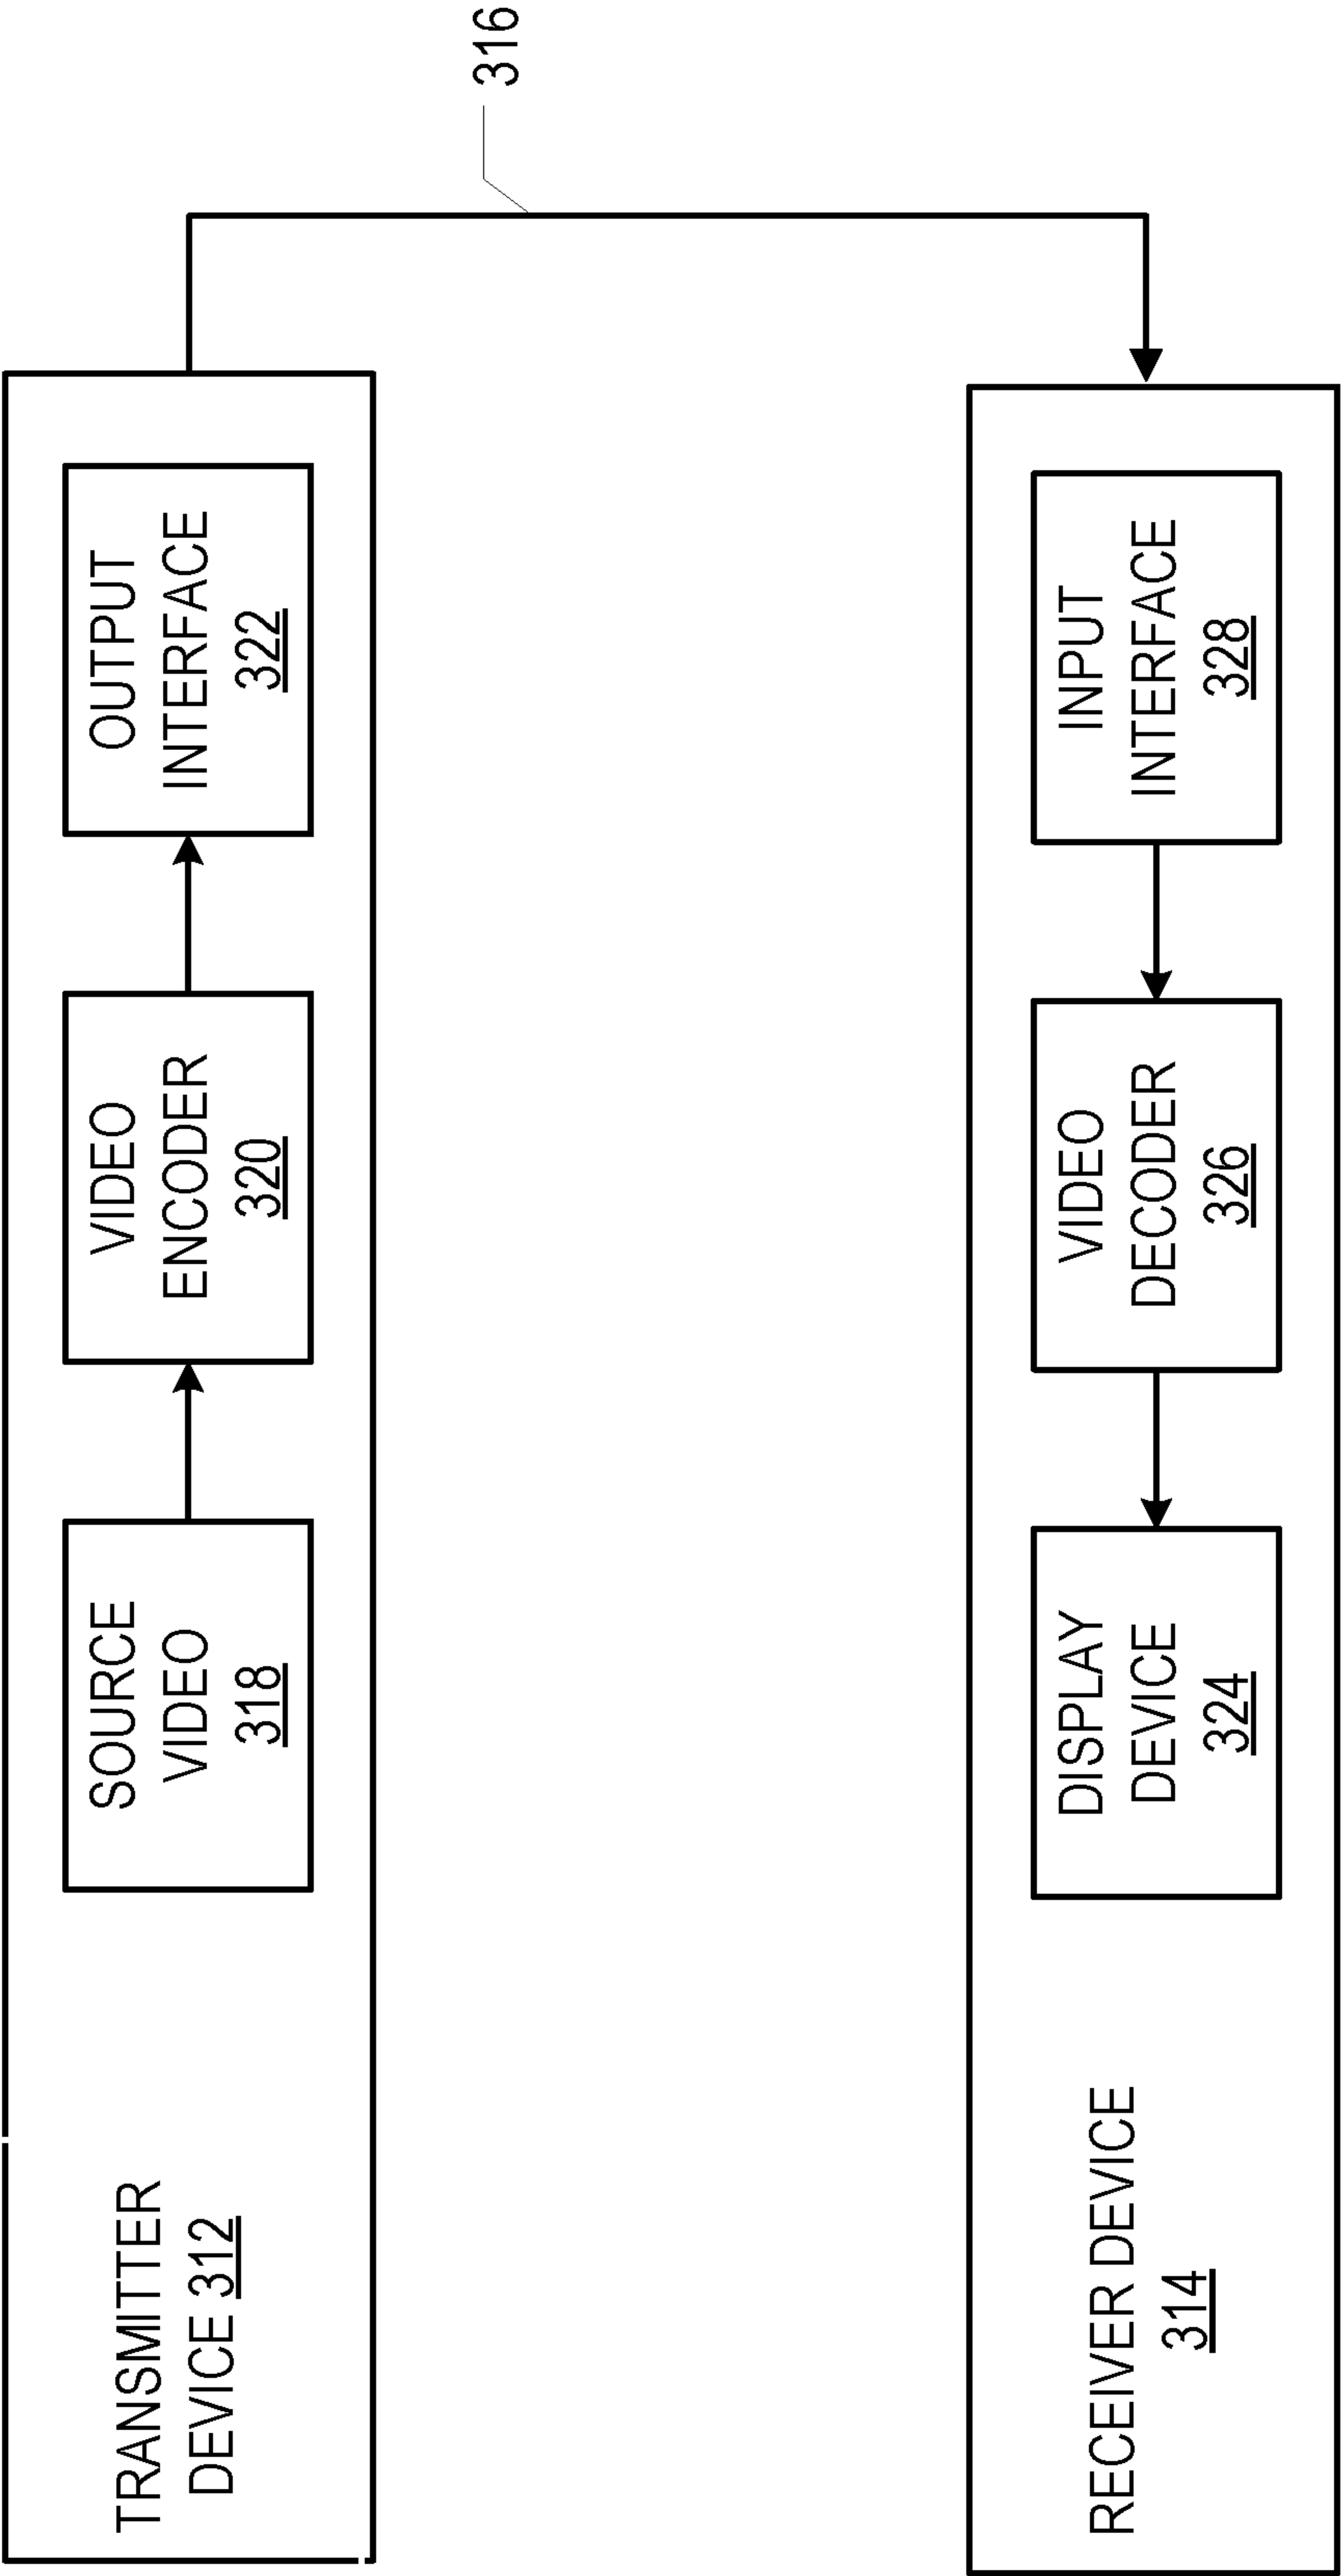 TRANSMITTER
DEVICE 312
SOURCE
VIDEO
318
VIDEO
ENCODER
320
OUTPUT
INTERFACE
322
316
RECEIVER DEVICE
314
DISPLAY
DEVICE
324
VIDEO
DECODER
326
INPUT
INTERFACE
328